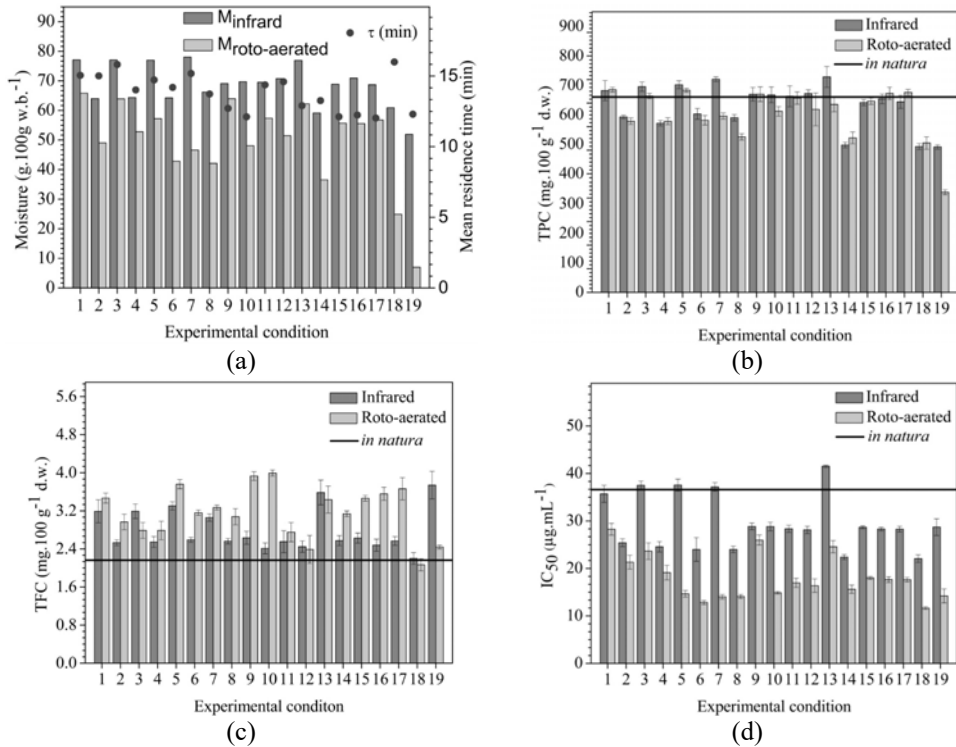 M infrard
τ (min)
M roto-aerated
Moisture (g.100g w.b.⁻¹)
90
80
70
60
50
40
30
20
10
0
15
10
5
0
Mean residence time (min)
1 2 3 4 5 6 7 8 9 10 11 12 13 14 15 16 17 18 19
Experimental condition
(a)
Infrared
Roto-aerated
in natura
TPC (mg.100 g⁻¹ d.w.)
900
800
700
600
500
400
300
200
100
0
1 2 3 4 5 6 7 8 9 10 11 12 13 14 15 16 17 18 19
Experimental condition
(b)
Infrared
Roto-aerated
in natura
TFC (mg.100 g⁻¹ d.w.)
5.6
4.8
4.0
3.2
2.4
1.6
0.8
0.0
1 2 3 4 5 6 7 8 9 10 11 12 13 14 15 16 17 18 19
Experimental conditon
(c)
Infrared
Roto-aerated
in natura
IC₅₀ (µg.mL⁻¹)
50
40
30
20
10
0
1 2 3 4 5 6 7 8 9 10 11 12 13 14 15 16 17 18 19
Experimental condition
(d)